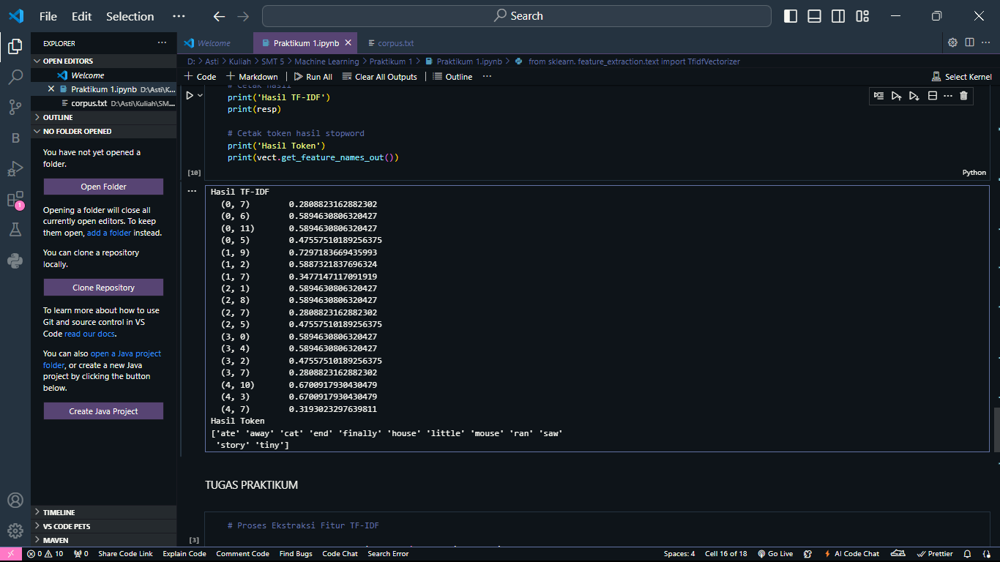 File Edit Selection ··· Search
EXPLORER ···
Welcome Praktikum 1.ipynb corpus.txt
OPEN EDITORS
Welcome
Praktikum 1.ipynb D:\Asti\K...
corpus.txt D:\Asti\Kuliah\SM...
OUTLINE
NO FOLDER OPENED
You have not yet opened a
folder.
Open Folder
Opening a folder will close all
currently open editors. To keep
them open, add a folder instead.
You can clone a repository
locally.
Clone Repository
To learn more about how to use
Git and source control in VS
Code read our docs.
You can also open a Java project
folder, or create a new Java
project by clicking the button
below.
Create Java Project
TIMELINE
VS CODE PETS
MAVEN
D: > Asti > Kuliah > SMT 5 > Machine Learning > Praktikum 1 > Praktikum 1.ipynb > from sklearn. feature_extraction.text import TfidfVectorizer
+ Code + Markdown Run All Clear All Outputs Outline ··· Select Kernel
# Cetak hasil
print('Hasil TF-IDF')
print(resp)
# Cetak token hasil stopword
print('Hasil Token')
print(vect.get_feature_names_out())
[10] Python
Hasil TF-IDF
(0, 7) 0.2808823162882302
(0, 6) 0.5894630806320427
(0, 11) 0.5894630806320427
(0, 5) 0.47557510189256375
(1, 9) 0.7297183669435993
(1, 2) 0.5887321837696324
(1, 7) 0.3477147117091919
(2, 1) 0.5894630806320427
(2, 8) 0.5894630806320427
(2, 7) 0.2808823162882302
(2, 5) 0.47557510189256375
(3, 0) 0.5894630806320427
(3, 4) 0.5894630806320427
(3, 2) 0.47557510189256375
(3, 7) 0.2808823162882302
(4, 10) 0.6700917930430479
(4, 3) 0.6700917930430479
(4, 7) 0.3193023297639811
Hasil Token
['ate' 'away' 'cat' 'end' 'finally' 'house' 'little' 'mouse' 'ran' 'saw'
'story' 'tiny']
TUGAS PRAKTIKUM
# Proses Ekstraksi Fitur TF-IDF
[3]
0 10 0 Share Code Link Explain Code Comment Code Find Bugs Code Chat Search Error Spaces: 4 Cell 16 of 18 Go Live AI Code Chat Prettier